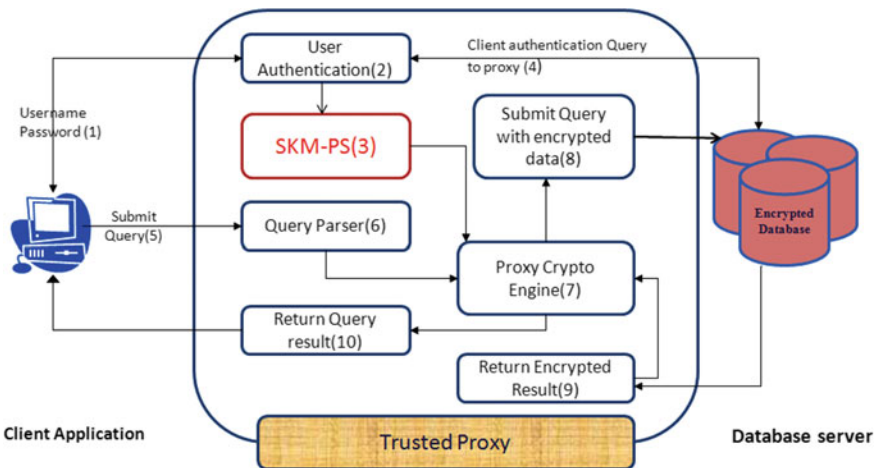 User
Authentication(2)
Client authentication Query
to proxy (4)
Username
Password (1)
SKM-PS(3)
Submit Query
with encrypted
data(8)
Encrypted
Database
Submit
Query(5)
Query Parser(6)
Proxy Crypto
Engine(7)
Return Query
result(10)
Return Encrypted
Result(9)
Client Application
Trusted Proxy
Database server